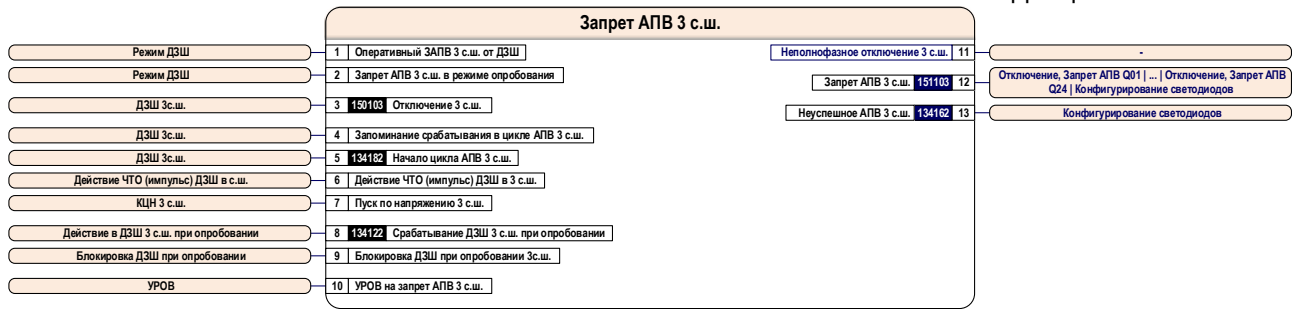 Запрет АПВ 3 с.ш.
Режим ДЗШ 1 Оперативный ЗАПВ 3 с.ш. от ДЗШ Неполнофазное отключение 3 с.ш. 11 -
Режим ДЗШ 2 Запрет АПВ 3 с.ш. в режиме опробования Запрет АПВ 3 с.ш. 151103 12 Отключение, Запрет АПВ Q01 | ... | Отключение, Запрет АПВ
Q24 | Конфигурирование светодиодов
ДЗШ 3с.ш. 3 150103 Отключение 3 с.ш. Неуспешное АПВ 3 с.ш. 134162 13 Конфигурирование светодиодов
ДЗШ 3с.ш. 4 Запоминание срабатывания в цикле АПВ 3 с.ш.
ДЗШ 3с.ш. 5 134182 Начало цикла АПВ 3 с.ш.
Действие ЧТО (импульс) ДЗШ в с.ш. 6 Действие ЧТО (импульс) ДЗШ в 3 с.ш.
КЦН 3 с.ш. 7 Пуск по напряжению 3 с.ш.
Действие в ДЗШ 3 с.ш. при опробовании 8 134122 Срабатывание ДЗШ 3 с.ш. при опробовании
Блокировка ДЗШ при опробовании 9 Блокировка ДЗШ при опробовании 3с.ш.
УРОВ 10 УРОВ на запрет АПВ 3 с.ш.